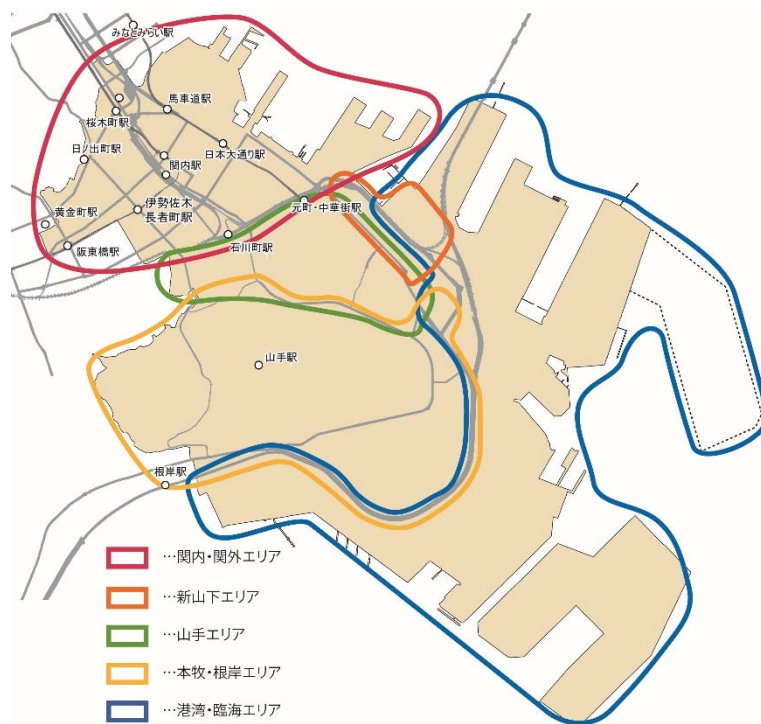 みなとみらい駅
馬車道駅
桜木町駅
日本大通り駅
日ノ出町駅
関内駅
元町・中華街駅
伊勢佐木
長者町駅
黄金町駅
石川町駅
阪東橋駅
山手駅
根岸駅
…関内・関外エリア
…新山下エリア
…山手エリア
…本牧・根岸エリア
…港湾・臨海エリア